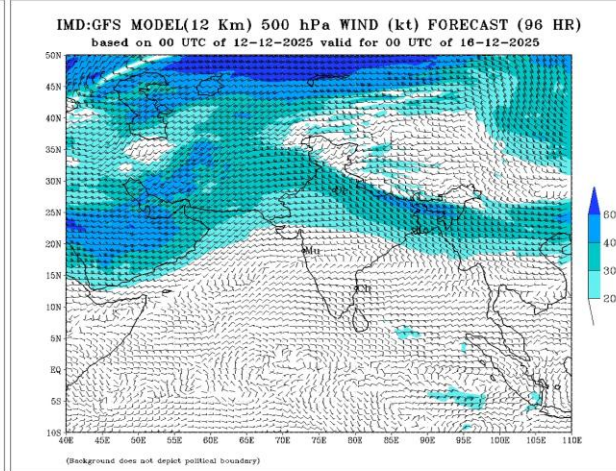 IMD:GFS MODEL(12 Km) 500 hPa WIND (kt) FORECAST (96 HR)
based on 00 UTC of 12-12-2025 valid for 00 UTC of 16-12-2025
50N
45N
40N
35N
30N
25N
20N
15N
10N
5N
EQ
5S
10S
Mu
60
40
30
20
40E 45E 50E 55E 60E 65E 70E 75E 80E 85E 90E 95E 100E 105E 110E
(Background does not depict political boundary)